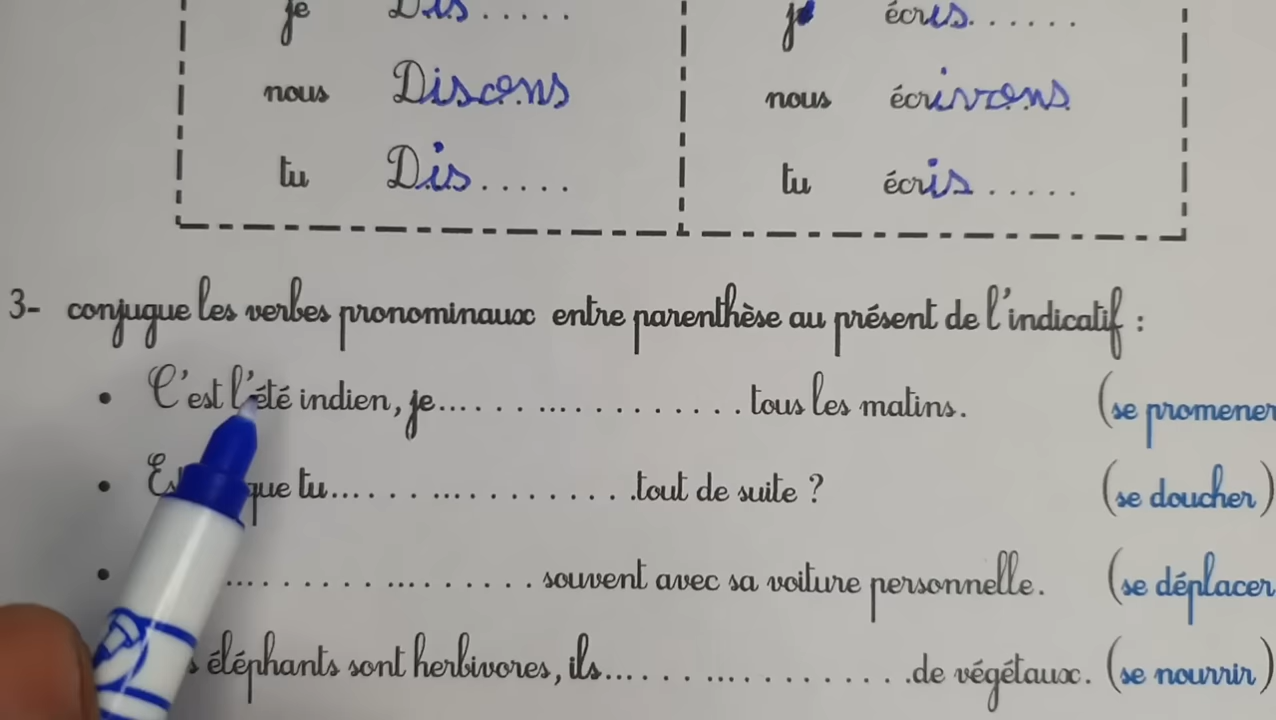 je Dis..... je écris......
nous Discons nous écrivons
tu Dis..... tu écris.....
3- conjugue les verbes pronominaux entre parenthèse au présent de l'indicatif :
• C'est l'été indien, je.................... tous les matins. (se promener
• que tu....................tout de suite ? (se doucher)
• .................... souvent avec sa voiture personnelle. (se déplacer
éléphants sont herbivores, ils....................de végétaux. (se nourrir)